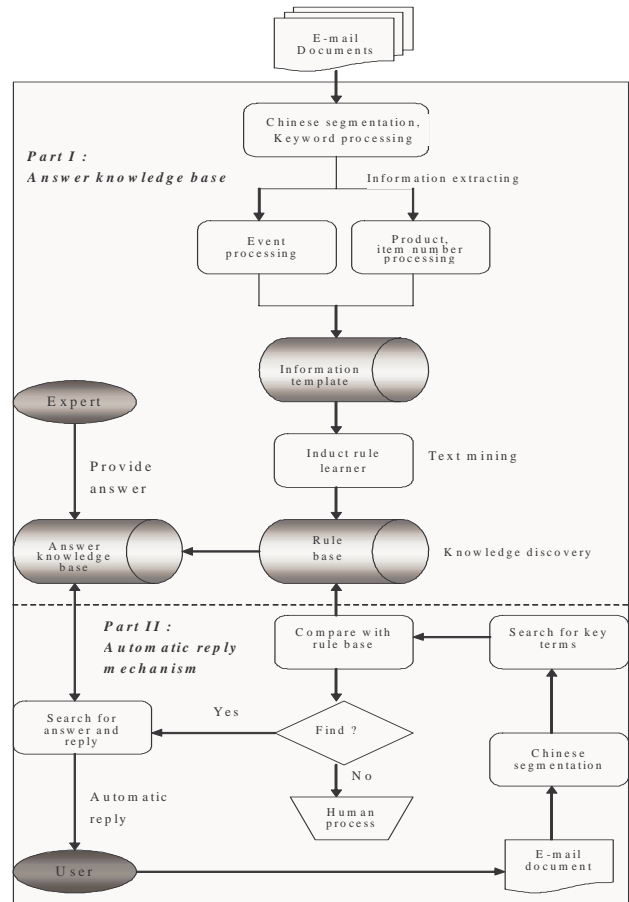 E-mail
Documents
Chinese segmentation,
Keyword processing
Part I :
Answer knowledge base
Information extracting
Event
processing
Product,
item number
processing
Information
template
Expert
Induct rule
learner
Text mining
Provide
answer
Answer
knowledge
base
Rule
base
Knowledge discovery
Part II :
Automatic reply
mechanism
Compare with
rule base
Search for key
terms
Search for
answer and
reply
Yes
Find ?
Chinese
segmentation
No
Automatic
reply
Human
process
User
E-mail
document